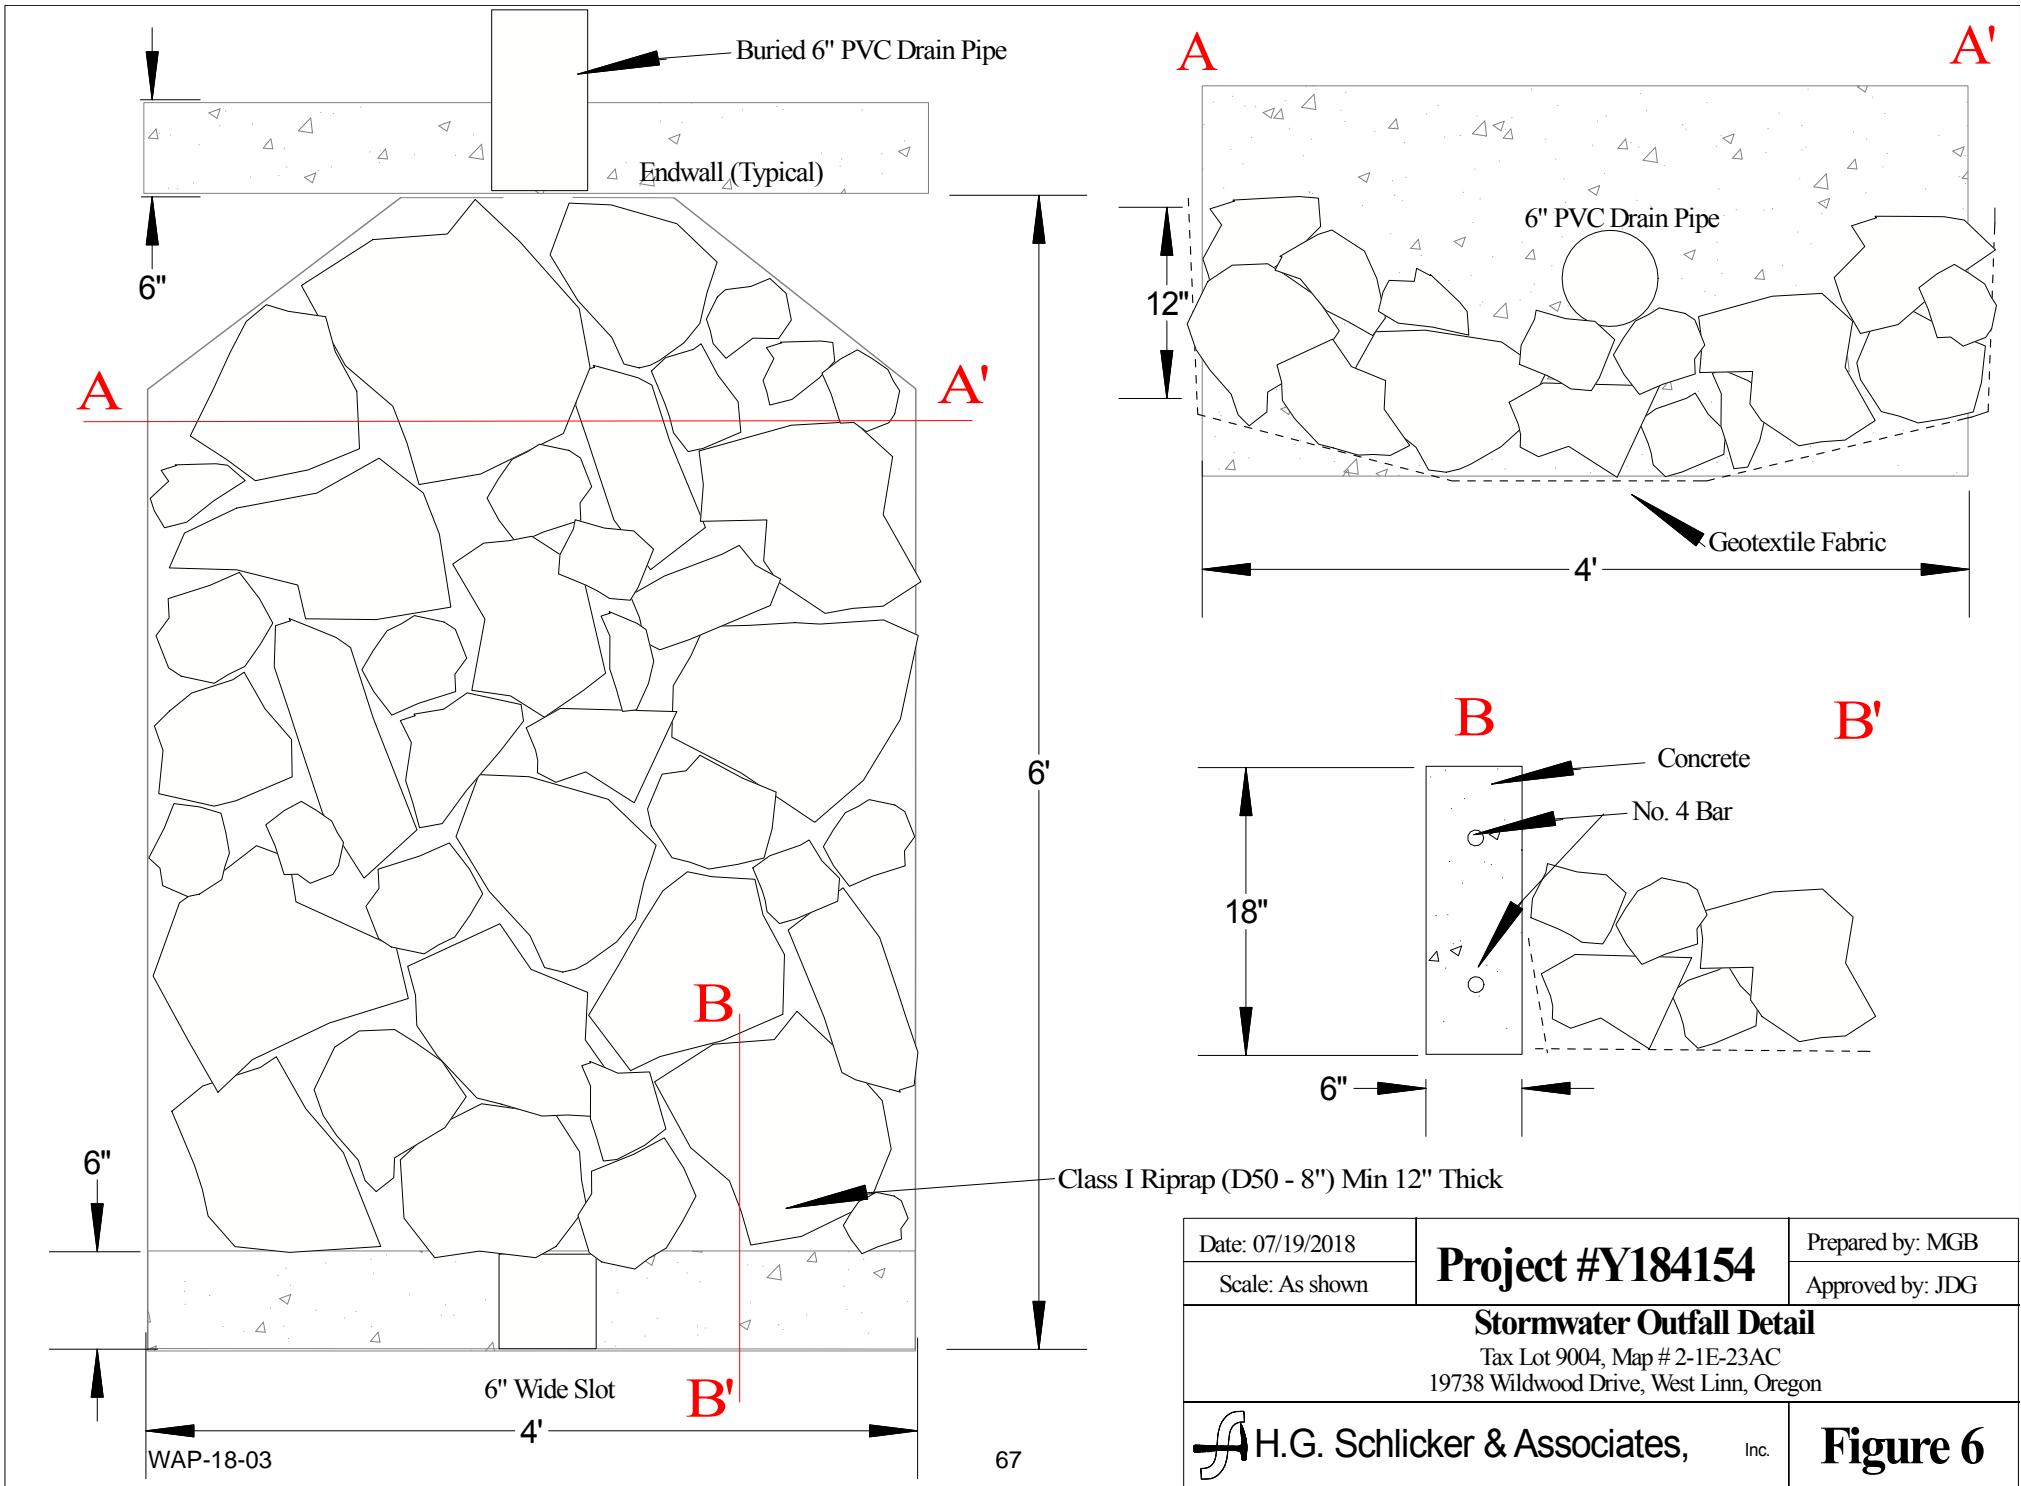 Buried 6" PVC Drain Pipe
Endwall (Typical)
6"
A
A'
6'
B
Class I Riprap (D50 - 8") Min 12" Thick
6"
6" Wide Slot
B'
4'
WAP-18-03
67
A
A'
6" PVC Drain Pipe
12"
Geotextile Fabric
4'
B
B'
Concrete
No. 4 Bar
18"
6"
Date: 07/19/2018
Scale: As shown
Project #Y184154
Prepared by: MGB
Approved by: JDG
Stormwater Outfall Detail
Tax Lot 9004, Map # 2-1E-23AC
19738 Wildwood Drive, West Linn, Oregon
H.G. Schlicker & Associates, Inc.
Figure 6